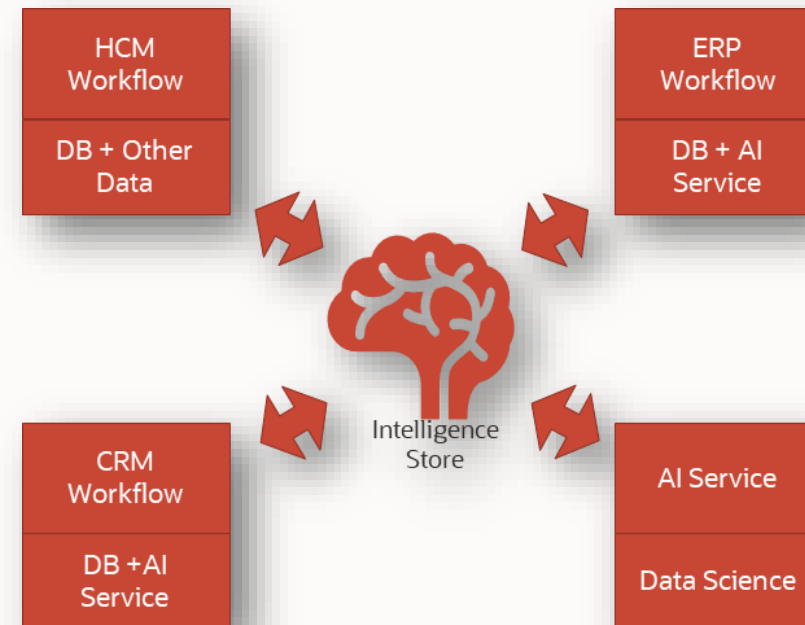 HCM
Workflow
DB + Other
Data
ERP
Workflow
DB + AI
Service
Intelligence
Store
CRM
Workflow
DB +AI
Service
AI Service
Data Science